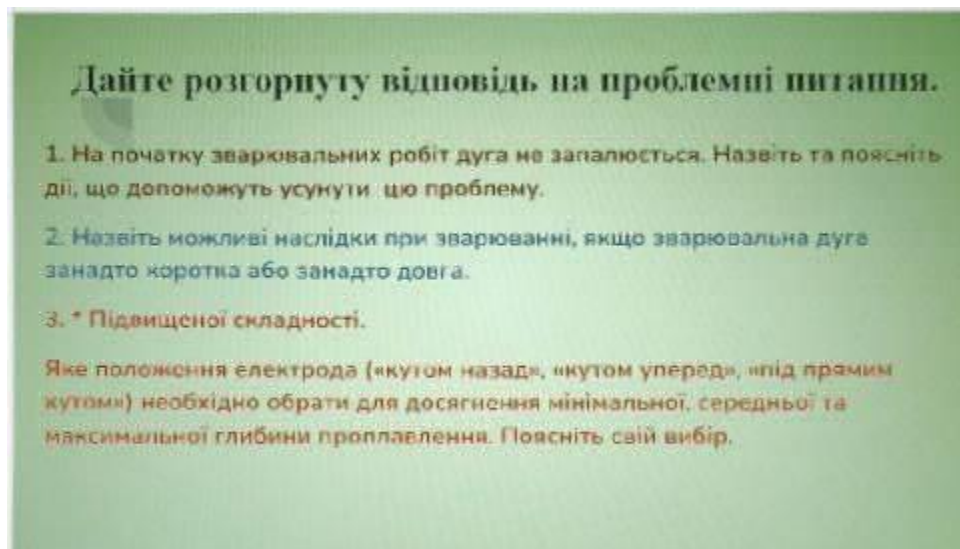 Дайте розгорнуту відповідь на проблемні питання.
1. На початку зварювальних робіт дуга не запалюється. Назвіть та поясніть
дії, що допоможуть усунути цю проблему.
2. Назвіть можливі наслідки при зварюванні, якщо зварювальна дуга
занадто коротка або занадто довга.
3. * Підвищеної складності.
Яке положення електрода («кутом назад», «кутом уперед», «під прямим
кутом») необхідно обрати для досягнення мінімальної, середньої та
максимальної глибини проплавлення. Поясніть свій вибір.